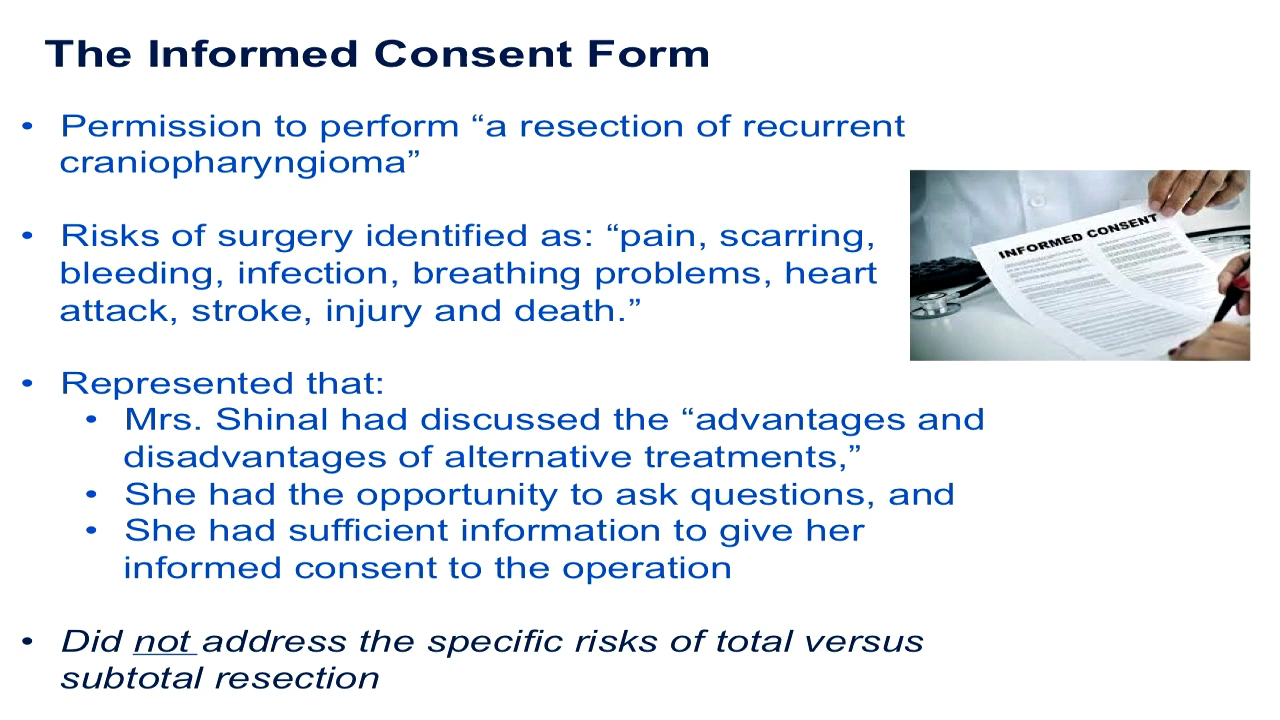 The Informed Consent Form
• Permission to perform “a resection of recurrent
craniopharyngioma”
• Risks of surgery identified as: “pain, scarring,
bleeding, infection, breathing problems, heart
attack, stroke, injury and death.”
INFORMED CONSENT
• Represented that:
• Mrs. Shinal had discussed the “advantages and
disadvantages of alternative treatments,”
• She had the opportunity to ask questions, and
• She had sufficient information to give her
informed consent to the operation
• Did not address the specific risks of total versus
subtotal resection